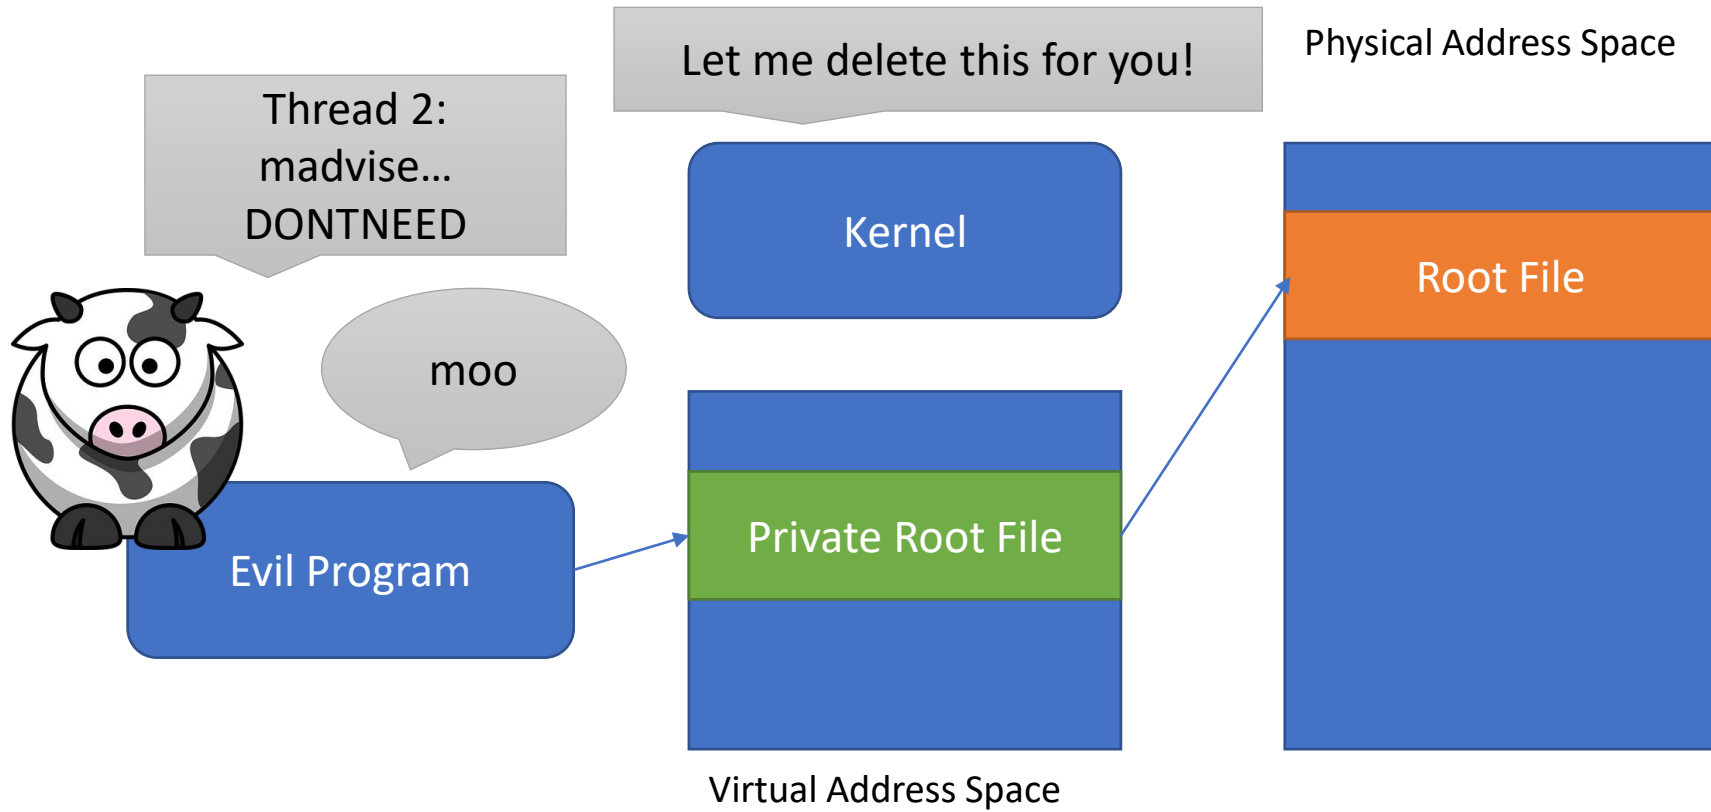 Let me delete this for you!
Physical Address Space
Thread 2:
madvise...
DONTNEED
Kernel
Root File
moo
Private Root File
Evil Program
Virtual Address Space